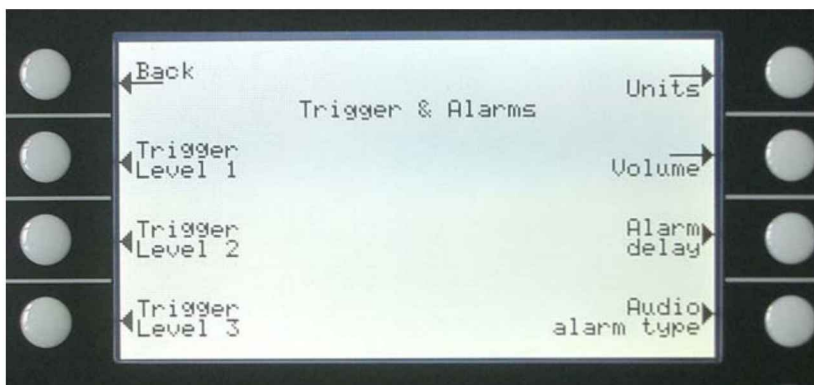 Back
Units
Trigger & Alarms
Trigger
Level 1
Volume
Trigger
Level 2
Alarm
delay
Trigger
Level 3
Audio
alarm type